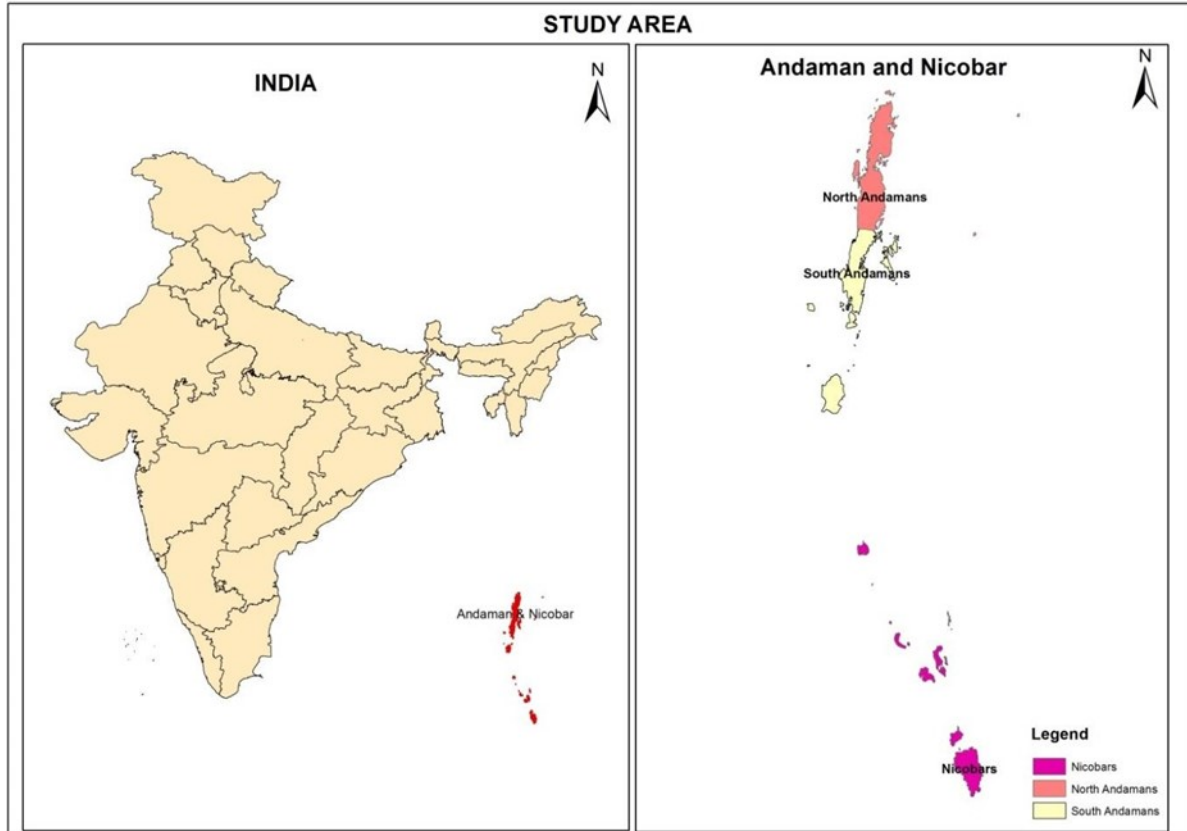 STUDY AREA
INDIA
N
Andaman & Nicobar
Andaman and Nicobar
N
North Andamans
South Andamans
Nicobars
Legend
Nicobars
North Andamans
South Andamans